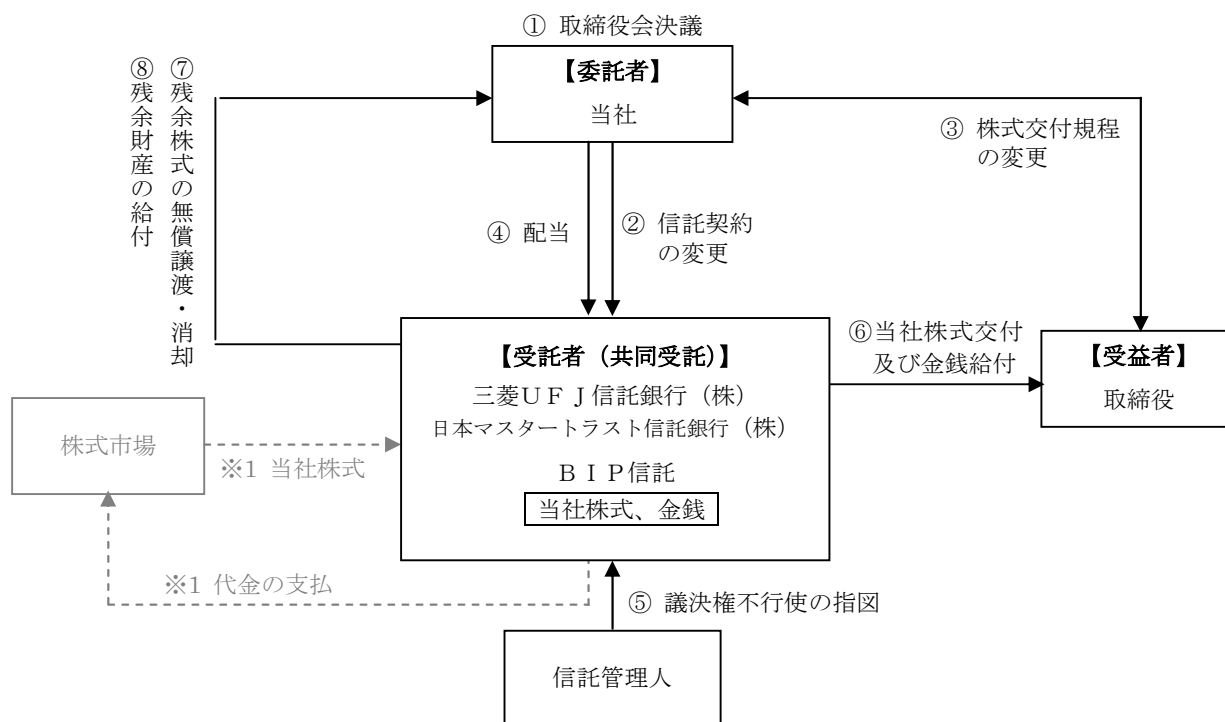 ① 取締役会決議
【委託者】
当社
⑦残余株式の無償譲渡・消却
⑧残余財産の給付
③ 株式交付規程
の変更
④ 配当
② 信託契約
の変更
【受託者（共同受託）】
三菱ＵＦＪ信託銀行（株）
日本マスタートラスト信託銀行（株）
ＢＩＰ信託
当社株式、金銭
⑥当社株式交付
及び金銭給付
【受益者】
取締役
株式市場
※1 当社株式
※1 代金の支払
⑤ 議決権不行使の指図
信託管理人